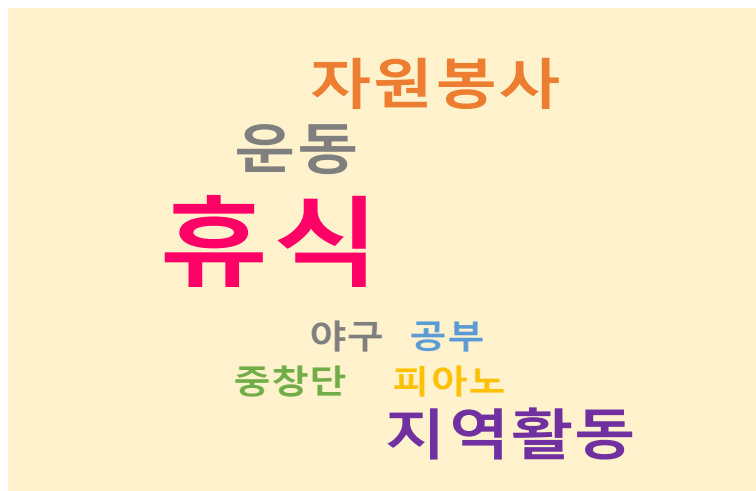 자원봉사
운동
휴식
야구 공부
중창단 피아노
지역활동